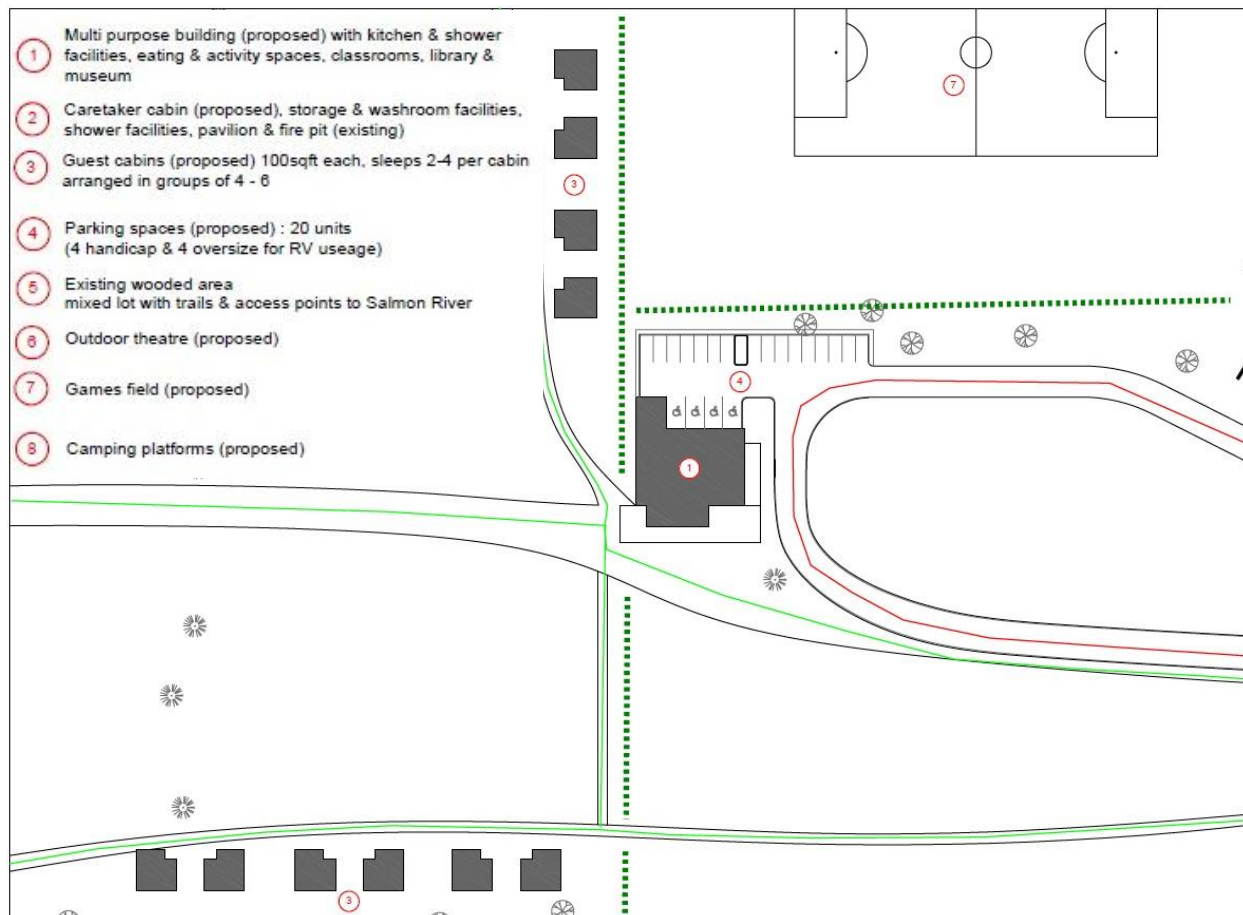 1
Multi purpose building (proposed) with kitchen & shower
facilities, eating & activity spaces, classrooms, library &
museum
2
Caretaker cabin (proposed), storage & washroom facilities,
shower facilities, pavilion & fire pit (existing)
3
Guest cabins (proposed) 100sqft each, sleeps 2-4 per cabin
arranged in groups of 4 - 6
4
Parking spaces (proposed) : 20 units
(4 handicap & 4 oversize for RV useage)
5
Existing wooded area
mixed lot with trails & access points to Salmon River
6
Outdoor theatre (proposed)
7
Games field (proposed)
8
Camping platforms (proposed)
7
3
4
1
3